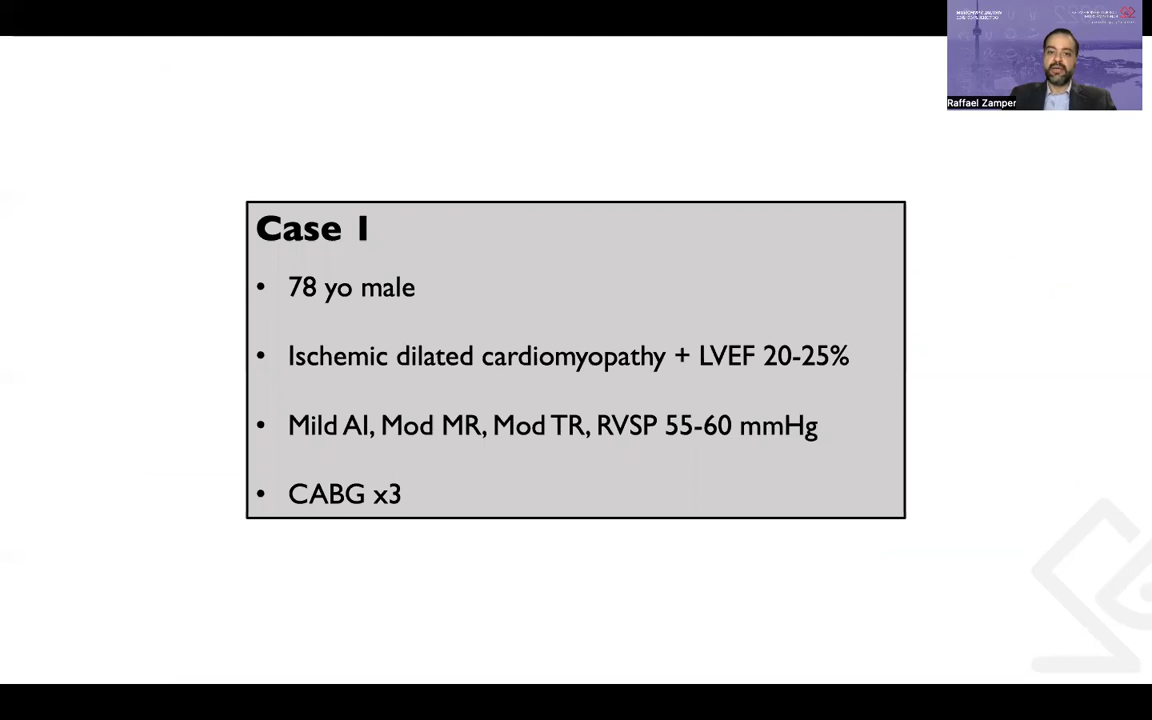 Raffael Zamper
Case 1
• 78 yo male
• Ischemic dilated cardiomyopathy + LVEF 20-25%
• Mild AI, Mod MR, Mod TR, RVSP 55-60 mmHg
• CABG x3